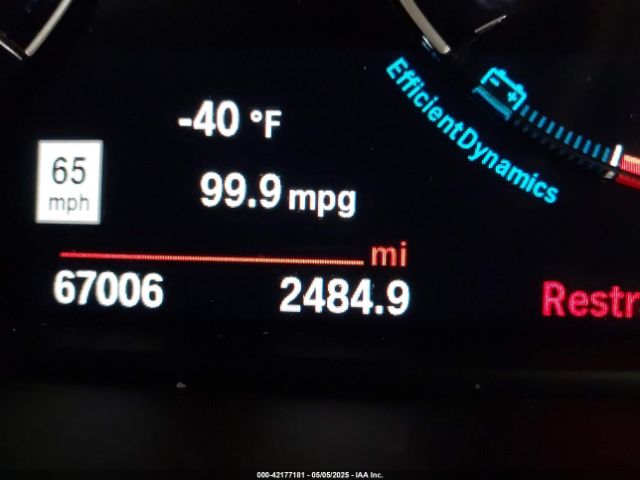 -40 °F
EfficientDynamics
65
mph
99.9 mpg
mi
67006 2484.9
Restr
000-42177181 - 05/05/2025 - IAA Inc.